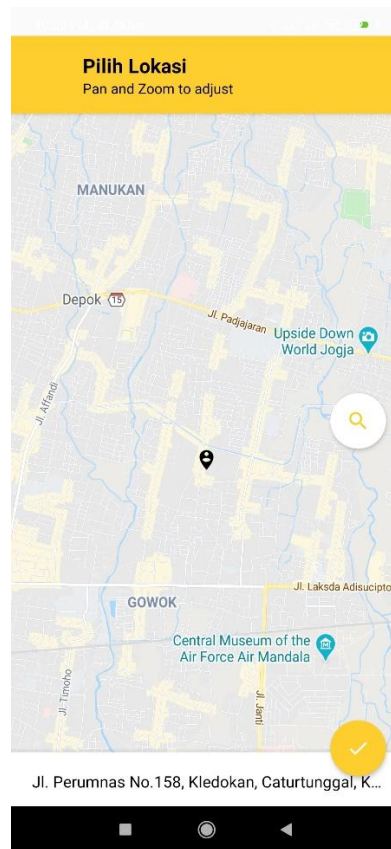 Pilih Lokasi
Pan and Zoom to adjust
MANUKAN
Depok 15
Jl. Padjajaran
Upside Down
World Jogja
Jl. Affandi
Jl. Laksda Adisucipto
GOWOK
Central Museum of the
Air Force Air Mandala
Jl. Timoho
Jl. Janti
Jl. Perumnas No.158, Kledokan, Caturtunggal, K...